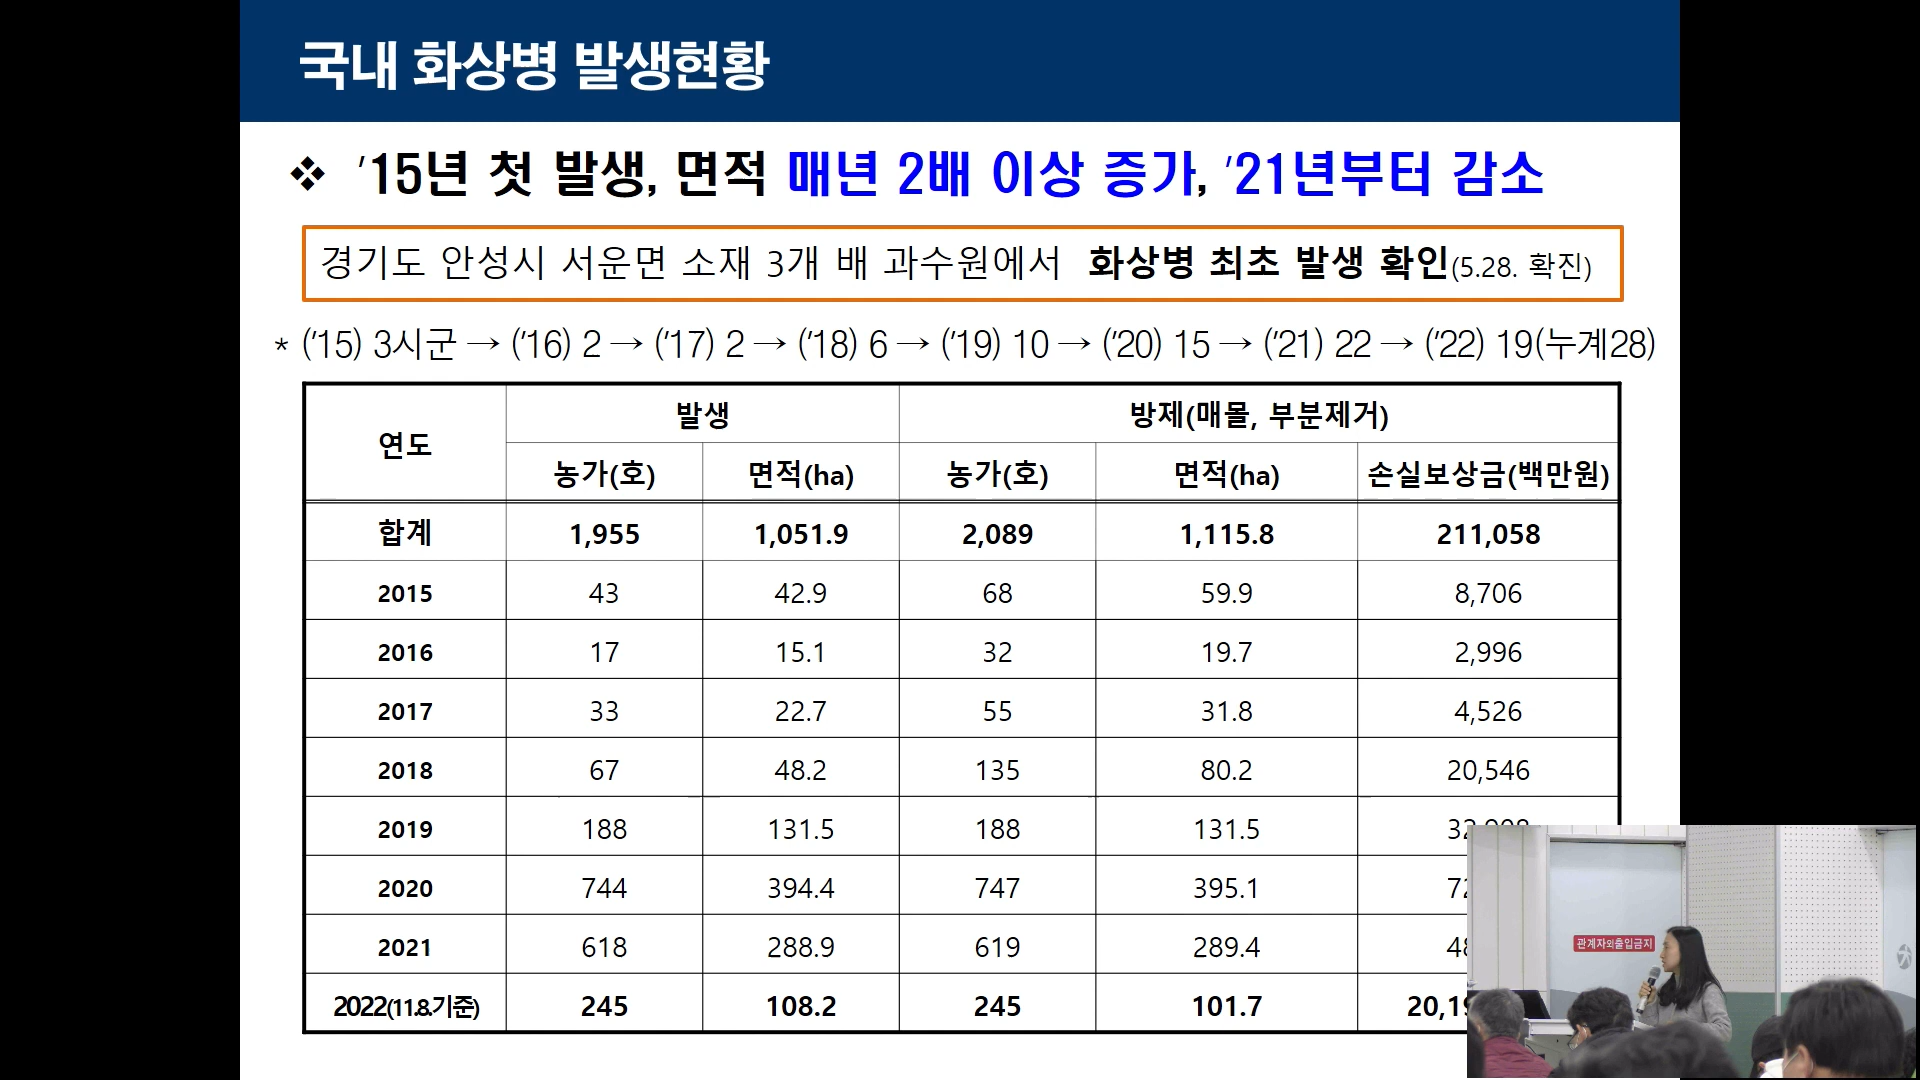 국내 화상병 발생현황
❖ ′15년 첫 발생, 면적 매년 2배 이상 증가, ′21년부터 감소
경기도 안성시 서운면 소재 3개 배 과수원에서 화상병 최초 발생 확인(5.28. 확진)
* (′15) 3시군 → (′16) 2 → (′17) 2 → (′18) 6 → (′19) 10 → (′20) 15 → (′21) 22 → (′22) 19(누계28)
연도 발생 방제(매몰, 부분제거)
농가(호) 면적(ha) 농가(호) 면적(ha) 손실보상금(백만원)
합계 1,955 1,051.9 2,089 1,115.8 211,058
2015 43 42.9 68 59.9 8,706
2016 17 15.1 32 19.7 2,996
2017 33 22.7 55 31.8 4,526
2018 67 48.2 135 80.2 20,546
2019 188 131.5 188 131.5
2020 744 394.4 747 395.1
2021 618 288.9 619 289.4
2022(11.8.기준) 245 108.2 245 101.7
관계자외출입금지